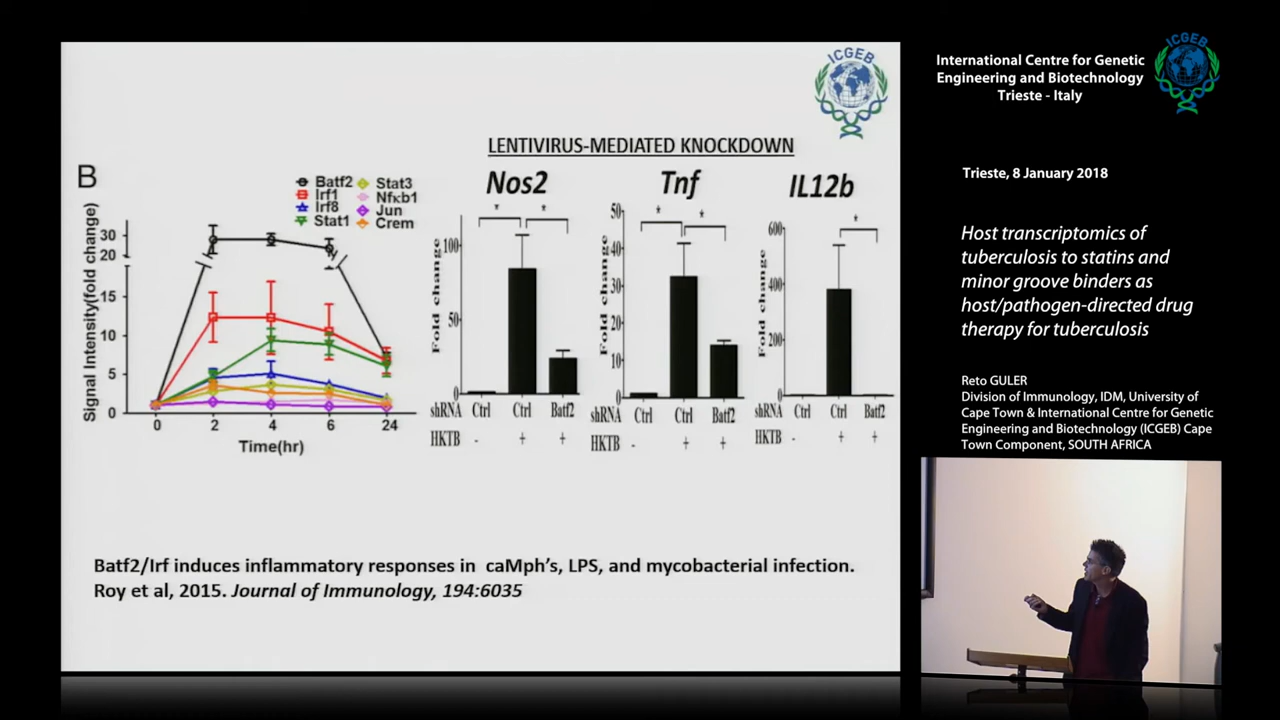 ICGEB
LENTIVIRUS-MEDIATED KNOCKDOWN
B
Batf2
Irf1
Irf8
Stat1
Stat3
Nfκb1
Jun
Crem
Signal Intensity(fold change)
30
20
15
10
5
0
0 2 4 6 24
Time(hr)
Nos2
Fold change
100
50
0
shRNA Ctrl Ctrl Batf2
HKTB - + +
* *
Tnf
Fold change
50
40
30
20
10
0
shRNA Ctrl Ctrl Batf2
HKTB - + +
* *
IL12b
Fold change
600
400
200
0
shRNA Ctrl Ctrl Batf2
HKTB - + +
*
Batf2/Irf induces inflammatory responses in caMph's, LPS, and mycobacterial infection.
Roy et al, 2015. Journal of Immunology, 194:6035
International Centre for Genetic
Engineering and Biotechnology
Trieste - Italy
ICGEB
Trieste, 8 January 2018
Host transcriptomics of
tuberculosis to statins and
minor groove binders as
host/pathogen-directed drug
therapy for tuberculosis
Reto GULER
Division of Immunology, IDM, University of
Cape Town & International Centre for Genetic
Engineering and Biotechnology (ICGEB) Cape
Town Component, SOUTH AFRICA